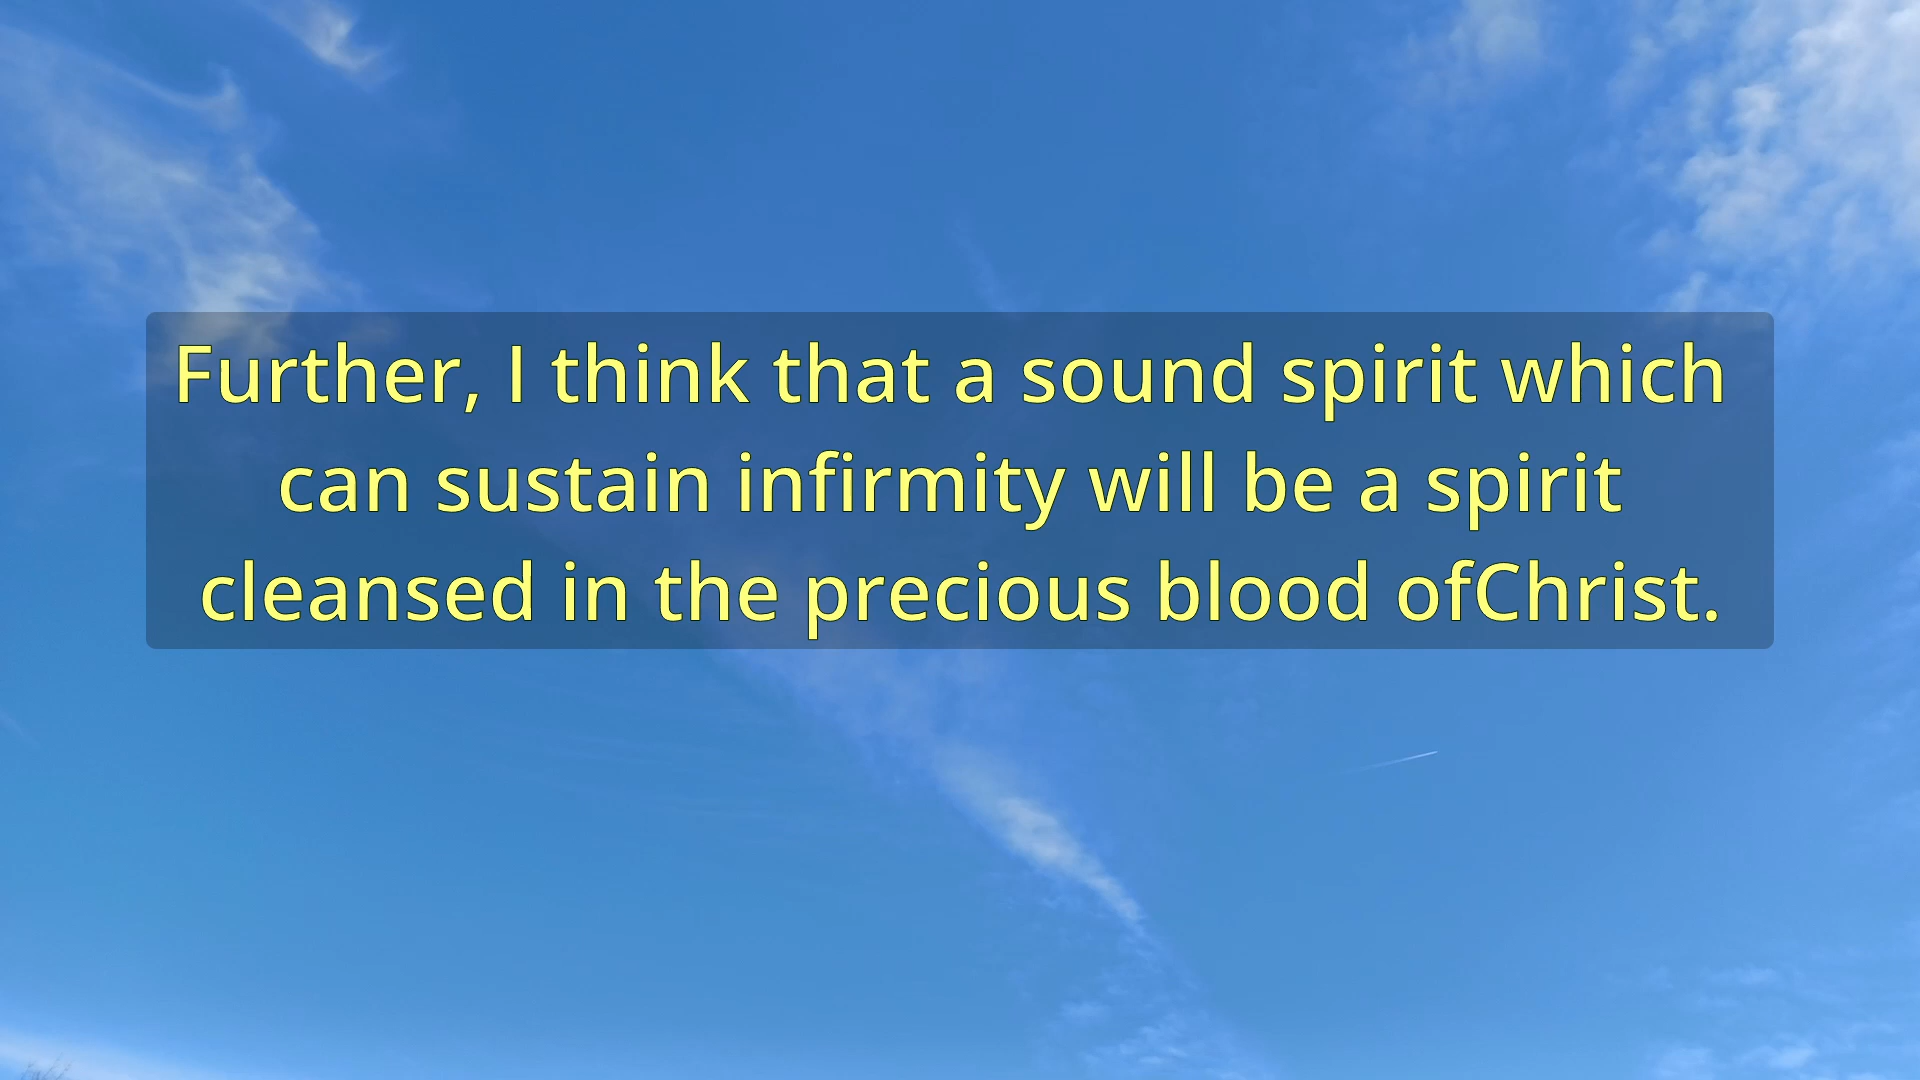 Further, I think that a sound spirit which
can sustain infirmity will be a spirit
cleansed in the precious blood ofChrist.